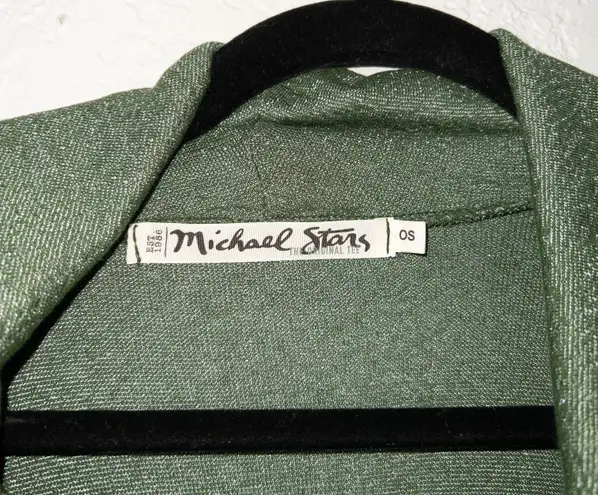 EST. 1986
Michael Stars
THE ORIGINAL TEE
OS